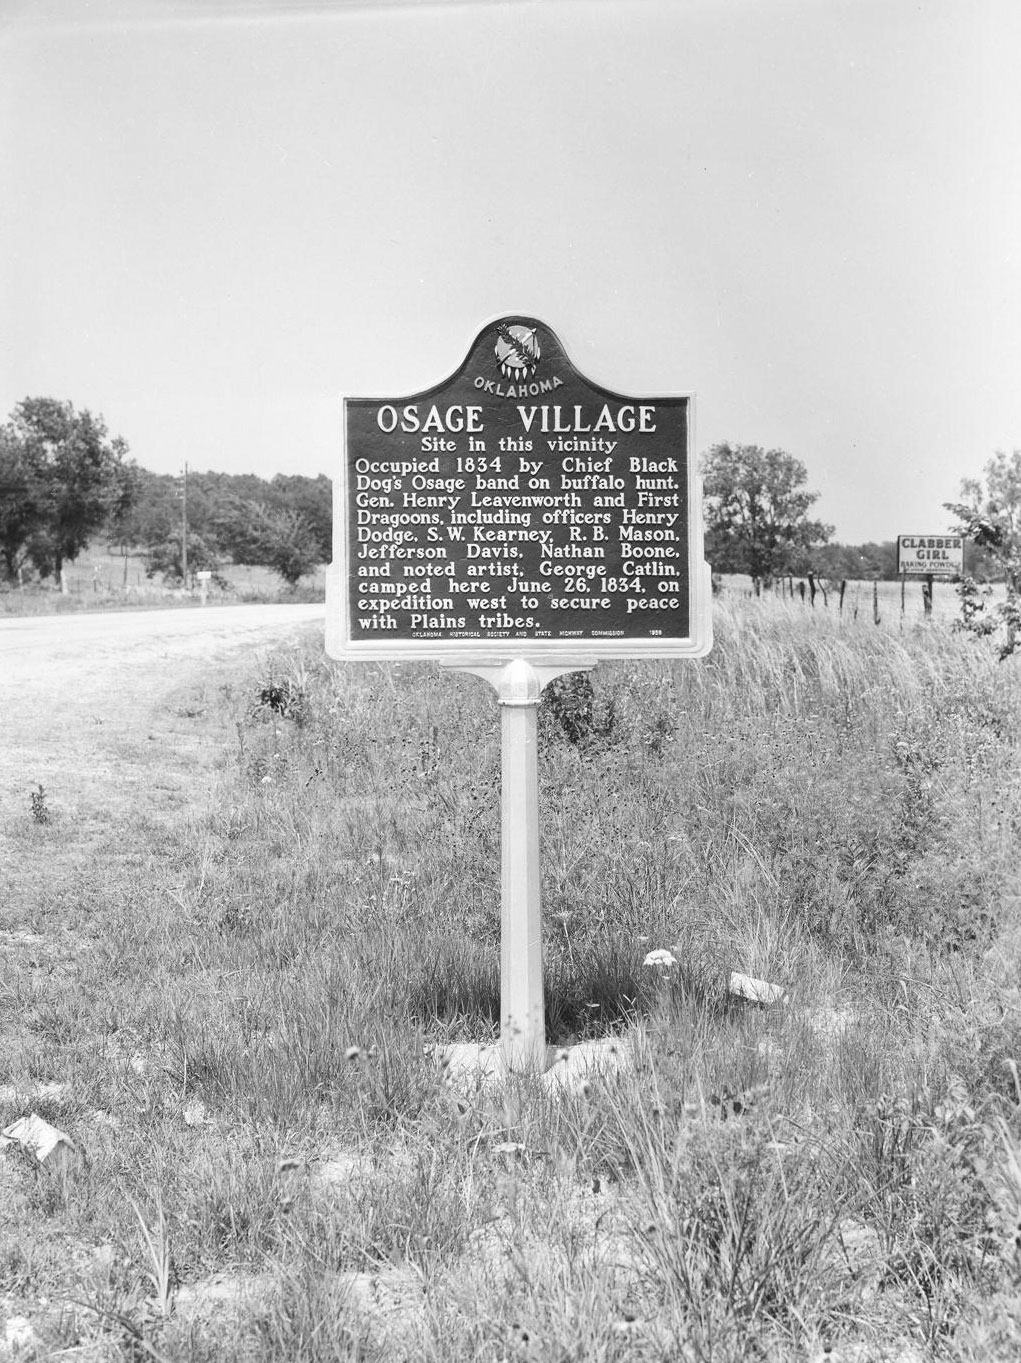 OKLAHOMA
OSAGE VILLAGE
Site in this vicinity
Occupied 1834 by Chief Black
Dog's Osage band on buffalo hunt.
Gen. Henry Leavenworth and First
Dragoons, including officers Henry
Dodge, S. W. Kearney, R. B. Mason,
Jefferson Davis, Nathan Boone,
and noted artist, George Catlin,
camped here June 26, 1834, on
expedition west to secure peace
with Plains tribes.
OKLAHOMA HISTORICAL SOCIETY AND STATE HIGHWAY COMMISSION 1958
CLABBER
GIRL
BAKING POWDER